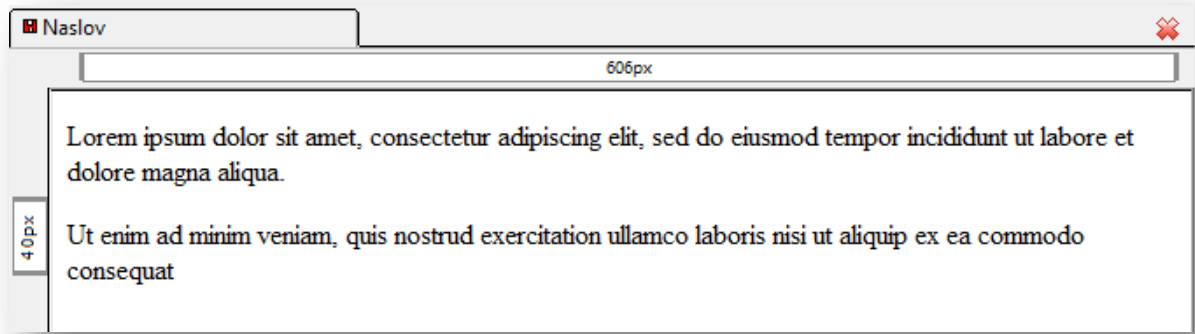 Naslov
606px
Lorem ipsum dolor sit amet, consectetur adipiscing elit, sed do eiusmod tempor incididunt ut labore et
dolore magna aliqua.
40px
Ut enim ad minim veniam, quis nostrud exercitation ullamco laboris nisi ut aliquip ex ea commodo
consequat